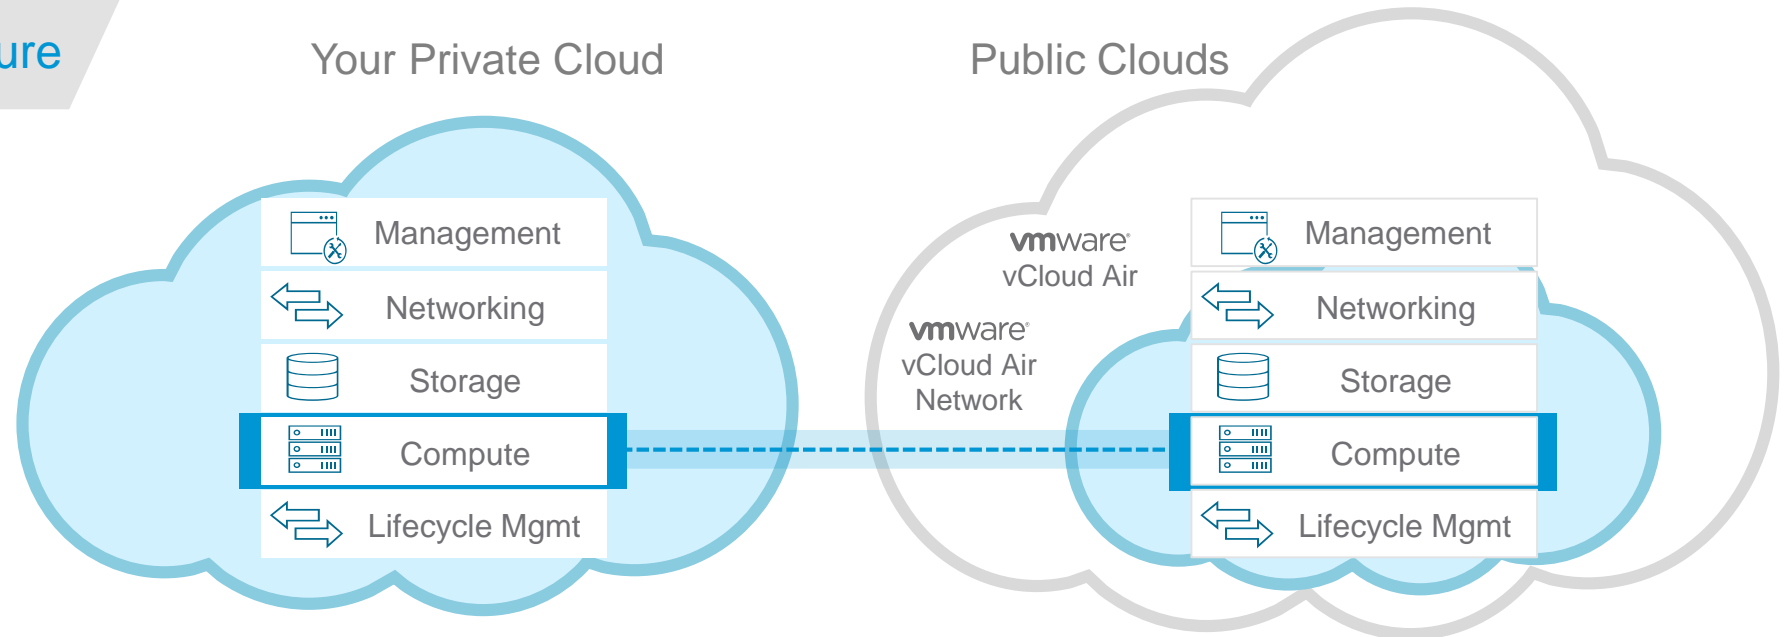 ure
Your Private Cloud
Public Clouds
Management
Networking
Storage
Compute
Lifecycle Mgmt
vmware®
vCloud Air
vmware®
vCloud Air
Network
Management
Networking
Storage
Compute
Lifecycle Mgmt